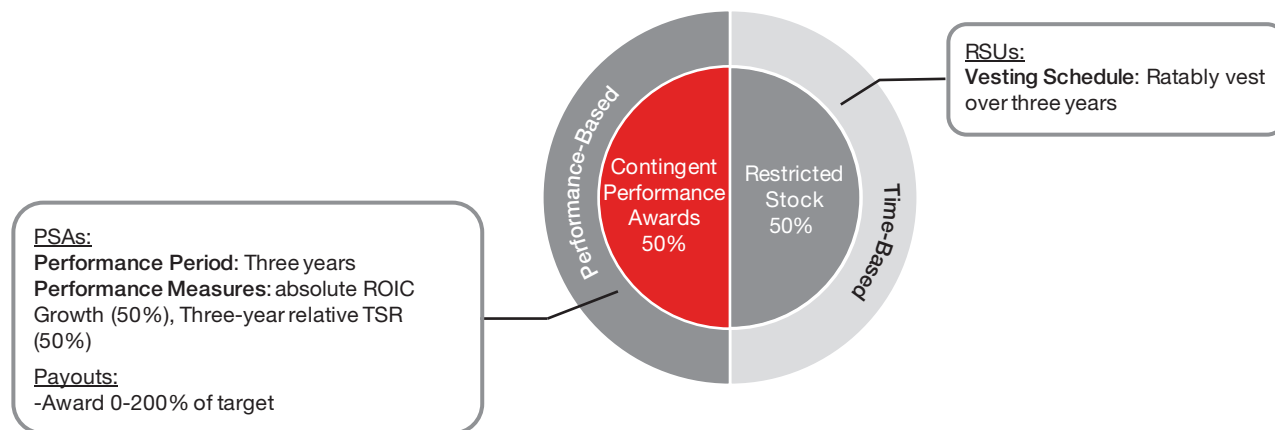 RSUs:
Vesting Schedule: Ratably vest
over three years
Performance-Based
Contingent
Performance
Awards
50%
Restricted
Stock
50%
Time-Based
PSAs:
Performance Period: Three years
Performance Measures: absolute ROIC
Growth (50%), Three-year relative TSR
(50%)
Payouts:
-Award 0-200% of target